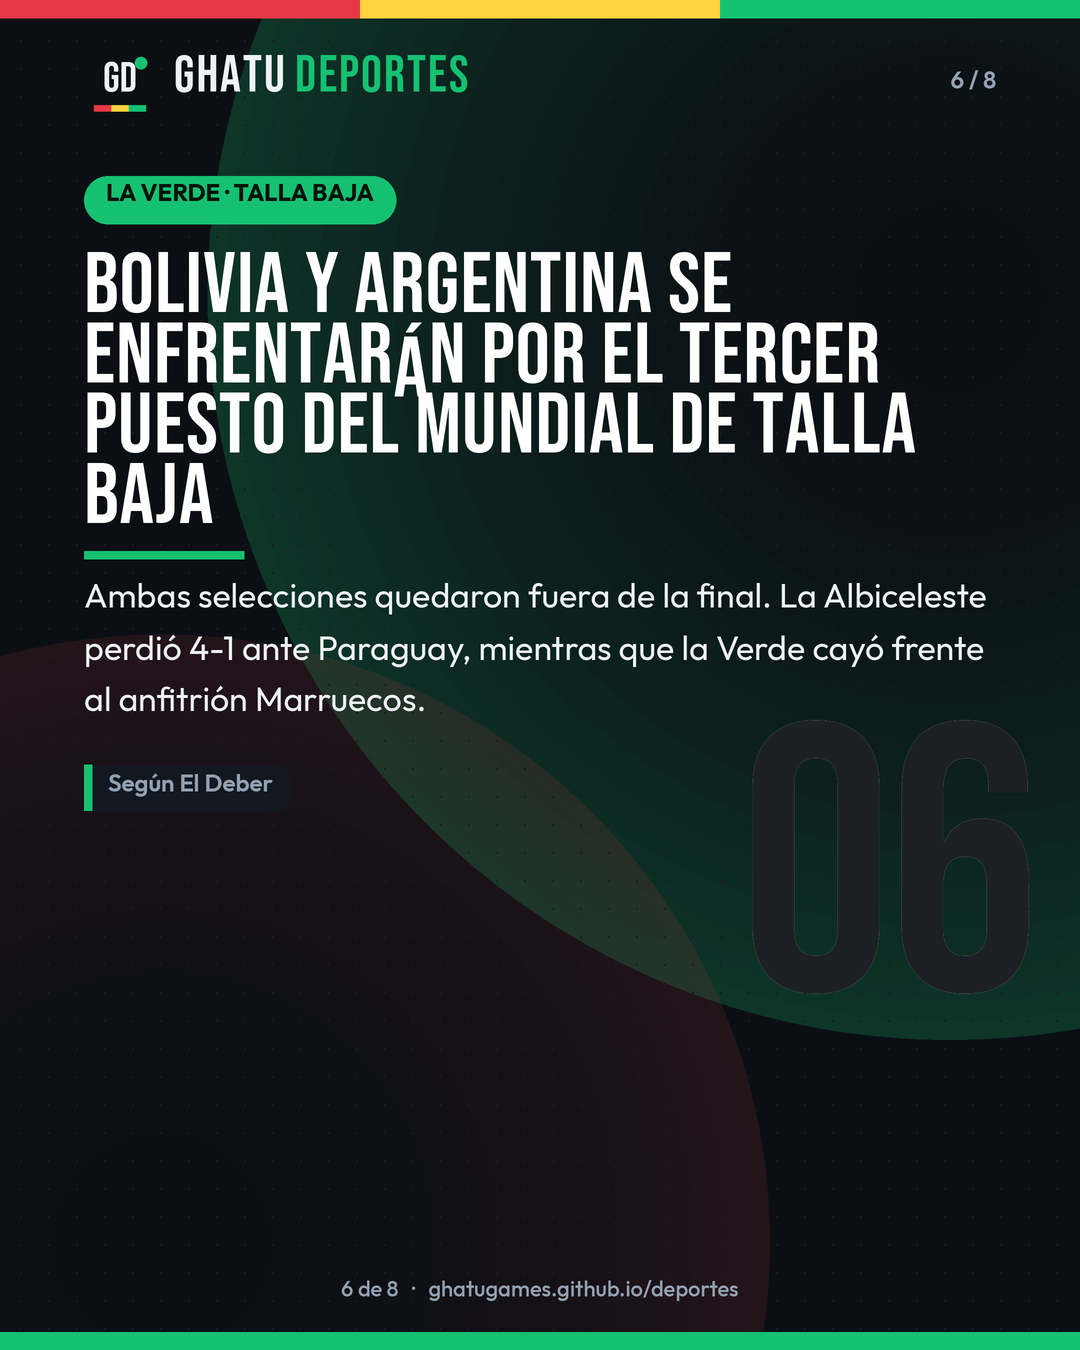 GD GHATU DEPORTES
6 / 8
LA VERDE · TALLA BAJA
BOLIVIA Y ARGENTINA SE
ENFRENTARÁN POR EL TERCER
PUESTO DEL MUNDIAL DE TALLA
BAJA
Ambas selecciones quedaron fuera de la final. La Albiceleste
perdió 4-1 ante Paraguay, mientras que la Verde cayó frente
al anfitrión Marruecos.
Según El Deber
06
6 de 8 · ghatugames.github.io/deportes